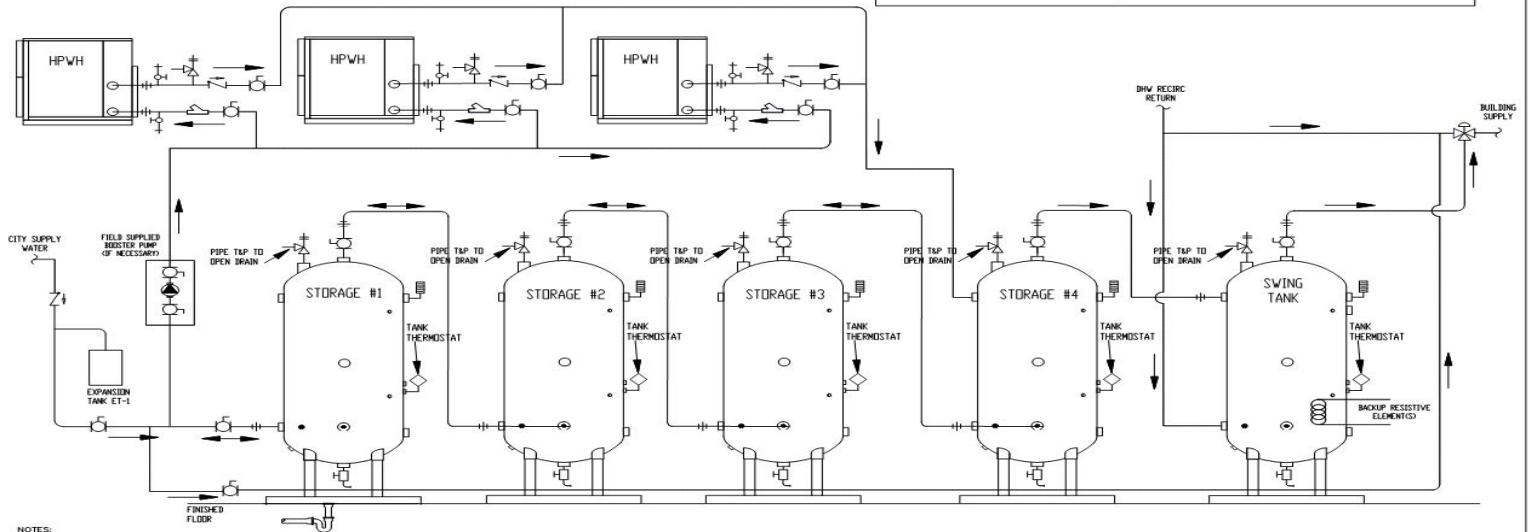 HPWH
HPWH
HPWH
DHW RECIRC
RETURN
BUILDING
SUPPLY
CITY SUPPLY
WATER
FIELD SUPPLIED
BOOSTER PUMP
(IF NECESSARY)
PIPE T&P TO
OPEN DRAIN
PIPE T&P TO
OPEN DRAIN
PIPE T&P TO
OPEN DRAIN
PIPE T&P TO
OPEN DRAIN
PIPE T&P TO
OPEN DRAIN
STORAGE #1
STORAGE #2
STORAGE #3
STORAGE #4
SWING
TANK
TANK
THERMOSTAT
TANK
THERMOSTAT
TANK
THERMOSTAT
TANK
THERMOSTAT
TANK
THERMOSTAT
EXPANSION
TANK ET-1
BACKUP RESISTIVE
ELEMENT(S)
FINISHED
FLOOR
NOTES: